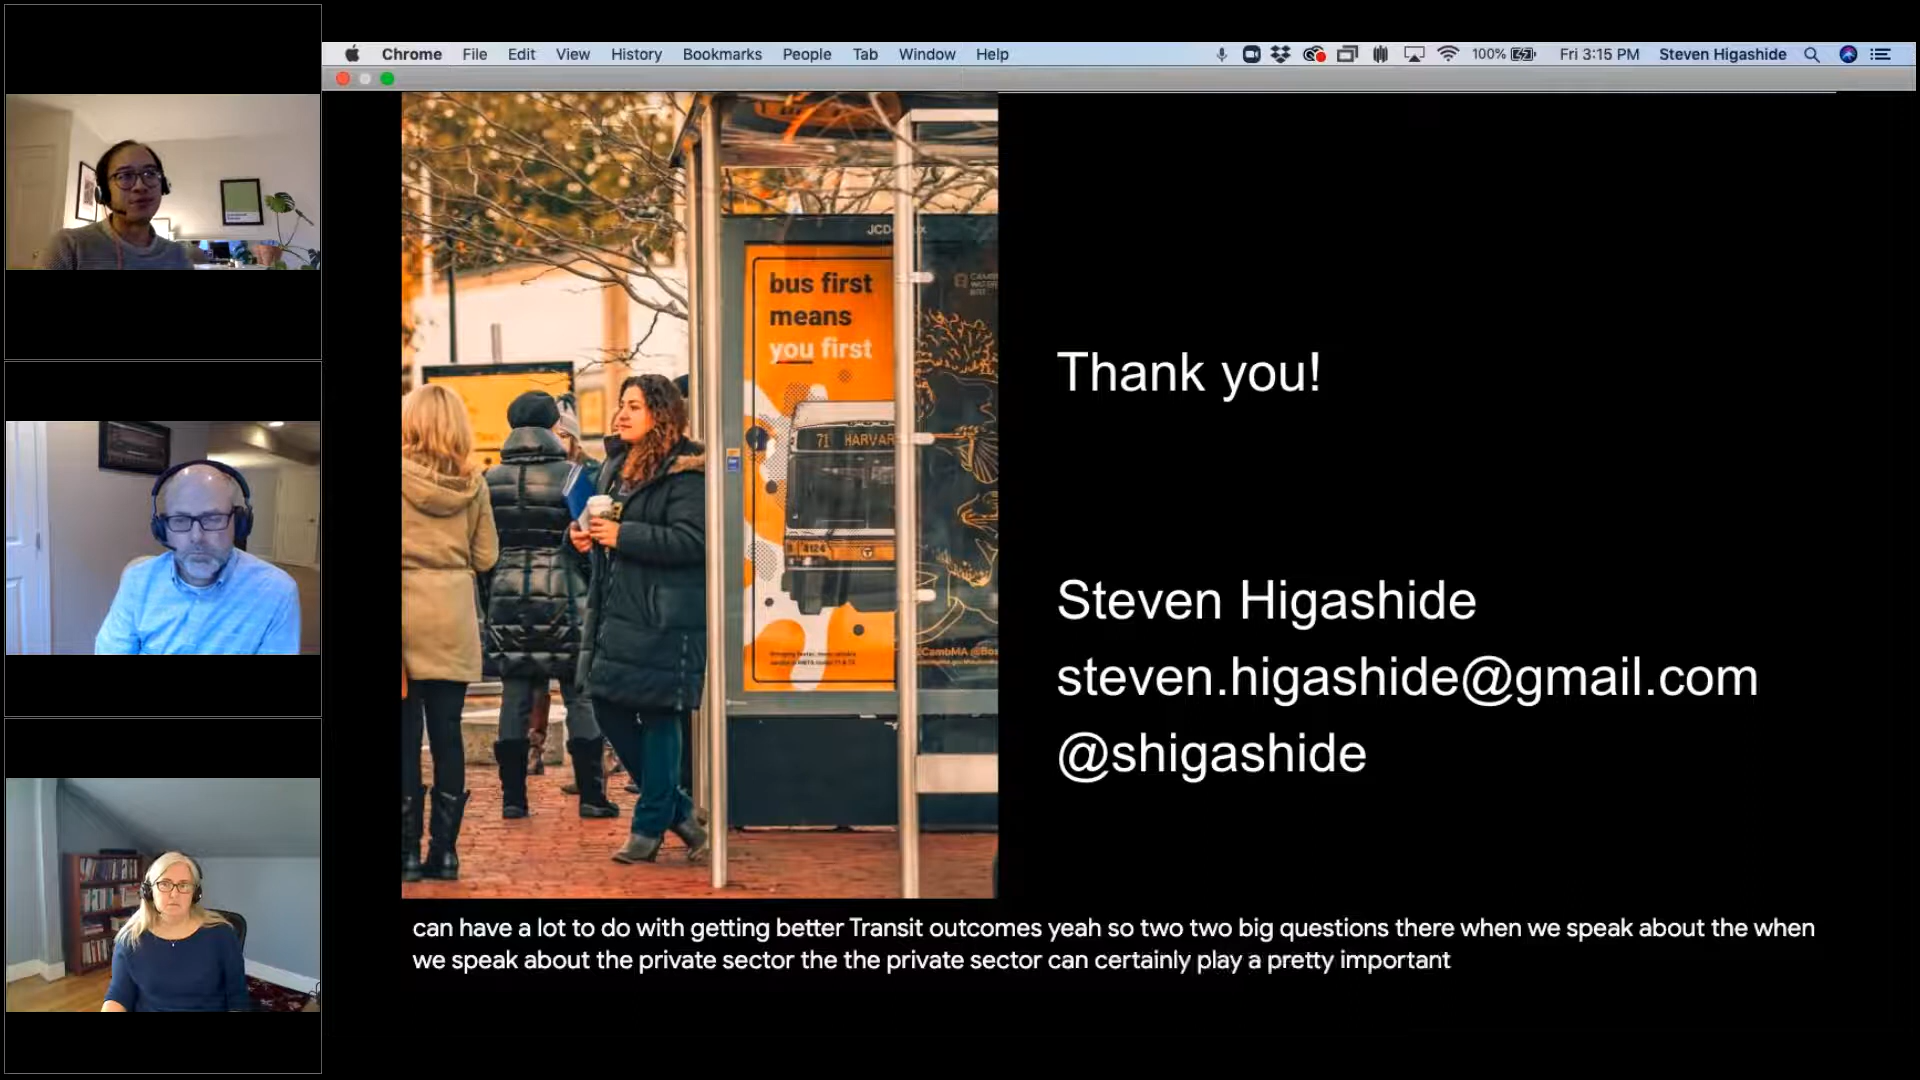 Chrome File Edit View History Bookmarks People Tab Window Help 100% Fri 3:15 PM Steven Higashide
bus first
means
you first
71 HARVAR
4124
Thank you!
Steven Higashide
steven.higashide@gmail.com
@shigashide
can have a lot to do with getting better Transit outcomes yeah so two two big questions there when we speak about the when
we speak about the private sector the the private sector can certainly play a pretty important